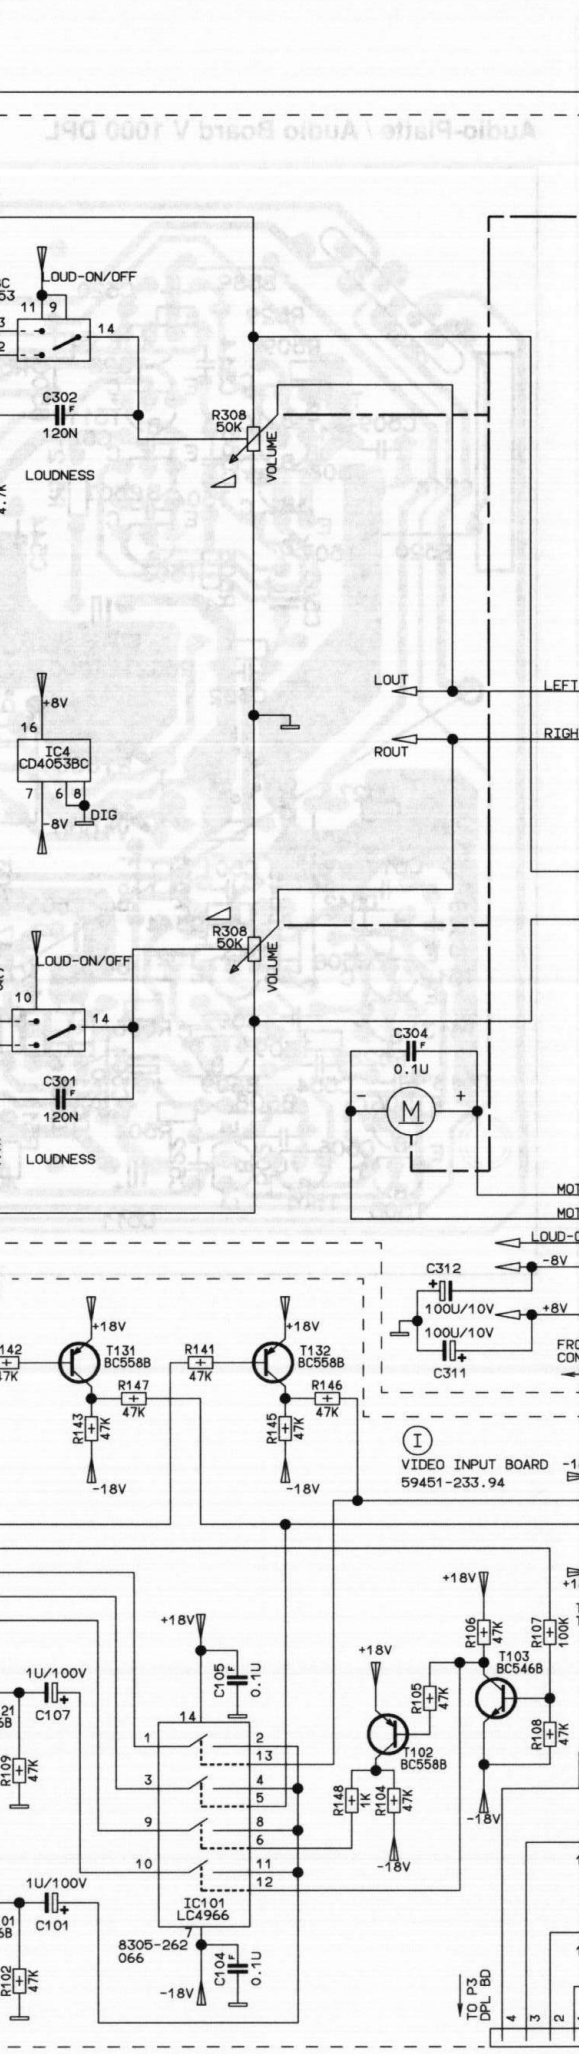 Audio-Platte / Audio Board V 1000 DPL
LOUD-ON/OFF
11
9
14
C302
F
120N
R308
50K
VOLUME
LOUDNESS
4.7K
LOUT
LEFT
+8V
16
IC4
CD4053BC
ROUT
7
6
8
-8V
DIG
R308
50K
VOLUME
LOUD-ON/OFF
10
14
C304
F
0.1U
C301
F
120N
-
M
+
LOUDNESS
C312
+
-8V
100U/10V
+8V
100U/10V
C311
+
+18V
+18V
T131
BC558B
R141
47K
T132
BC558B
R147
47K
R146
47K
R143
47K
R145
47K
-18V
-18V
I
VIDEO INPUT BOARD
59451-233.94
+18V
+18V
R106
47K
R107
100K
+18V
T103
BC546B
C105
F
0.1U
1U/100V
+
C107
R105
47K
14
1
2
13
T102
BC558B
R108
47K
R109
47K
3
4
5
R148
1K
R104
47K
9
8
6
-18V
-18V
10
11
12
1U/100V
+
C101
IC101
LC4966
7
8305-262
066
C104
F
0.1U
R102
47K
-18V
TO P3
DPL BD
4
3
2